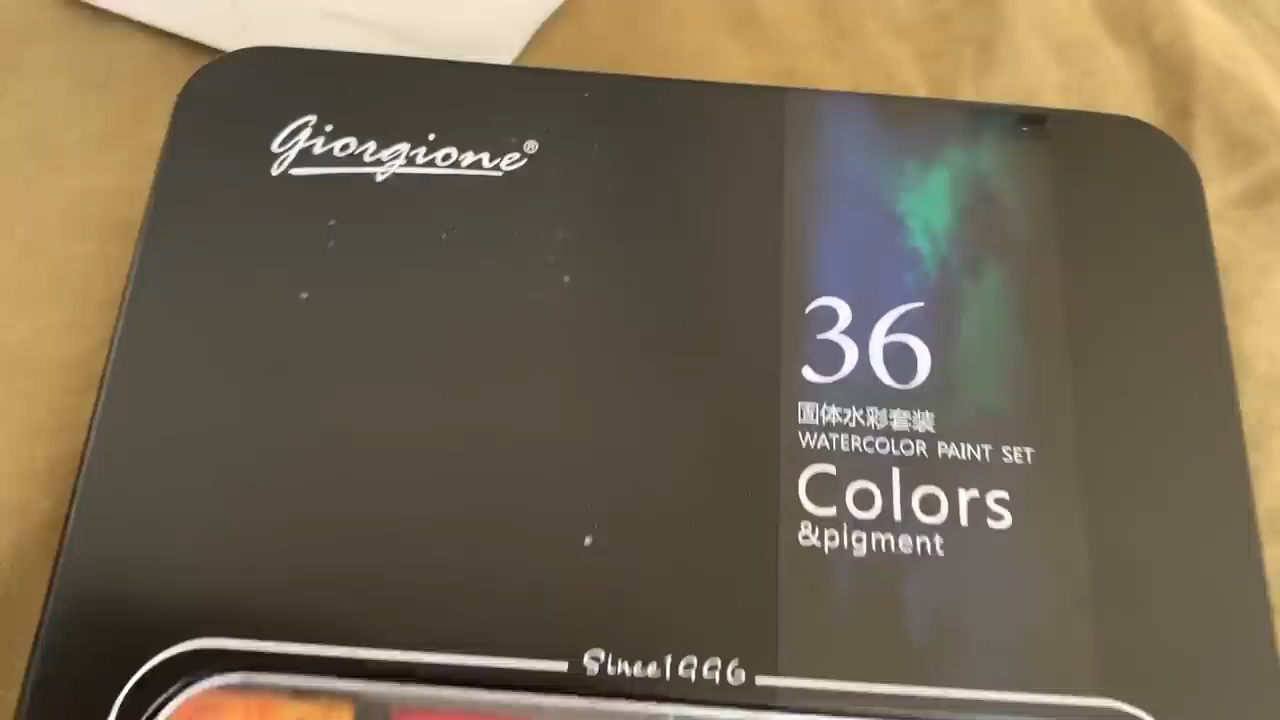 Giorgione®
36
固体水彩套装
WATERCOLOR PAINT SET
Colors
&pigment
Since1996